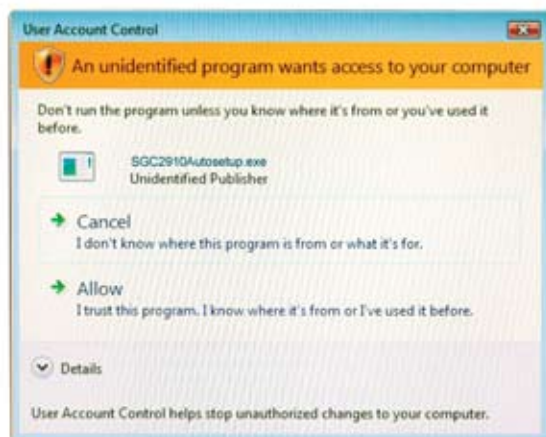 User Account Control
An unidentified program wants access to your computer
Don't run the program unless you know where it's from or you've used it
before.
SGC2910Autosetup.exe
Unidentified Publisher
Cancel
I don't know where this program is from or what it's for.
Allow
I trust this program. I know where it's from or I've used it before.
Details
User Account Control helps stop unauthorized changes to your computer.